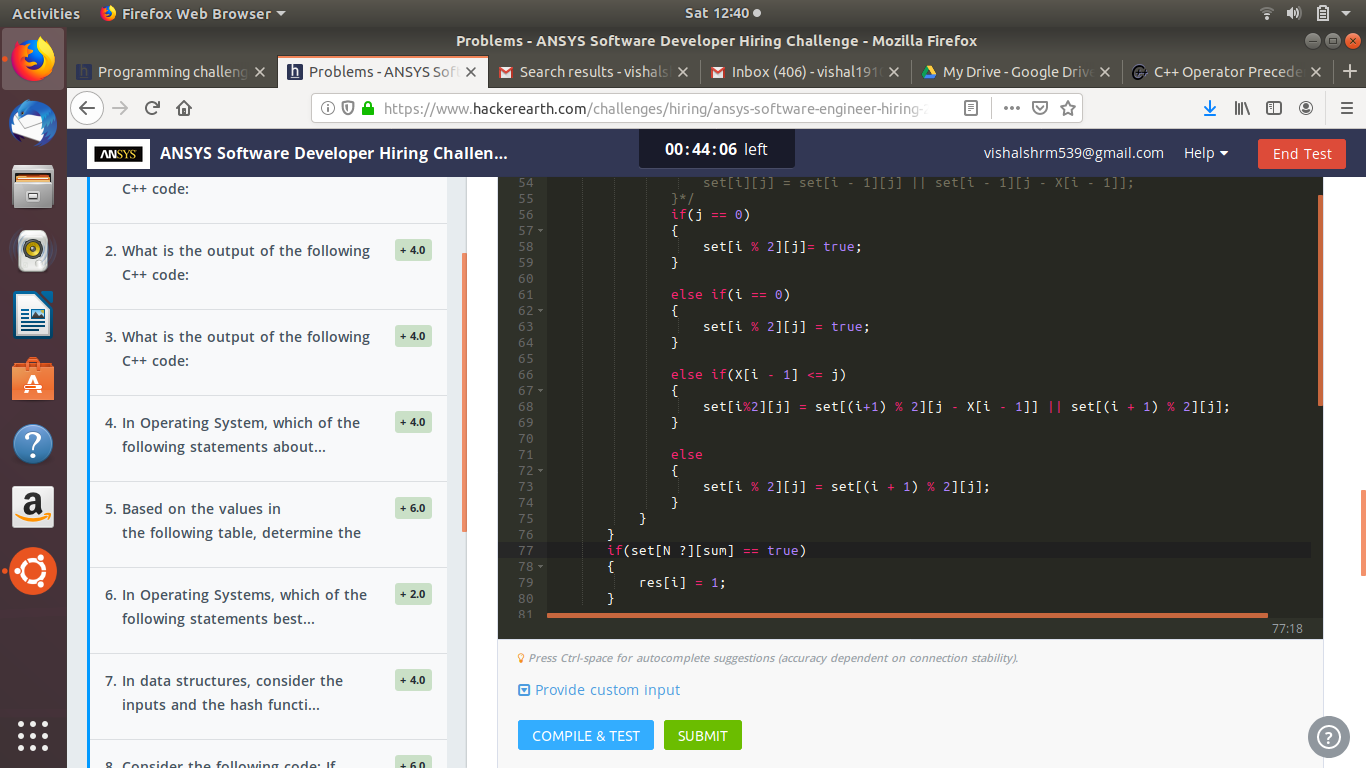 Activities Firefox Web Browser Sat 12:40
Problems - ANSYS Software Developer Hiring Challenge - Mozilla Firefox
Programming challeng Problems - ANSYS Soft Search results - vishals Inbox (406) - vishal191 My Drive - Google Drive C++ Operator Precede
https://www.hackerearth.com/challenges/hiring/ansys-software-engineer-hiring-
ANSYS ANSYS Software Developer Hiring Challen... 00:44:06 left vishalshrm539@gmail.com Help End Test
C++ code:
2. What is the output of the following + 4.0
C++ code:
3. What is the output of the following + 4.0
C++ code:
4. In Operating System, which of the + 4.0
following statements about...
5. Based on the values in + 6.0
the following table, determine the
6. In Operating Systems, which of the + 2.0
following statements best...
7. In data structures, consider the + 4.0
inputs and the hash functi...
8. Consider the following code: If + 6.0
54 set[i][j] = set[i - 1][j] || set[i - 1][j - X[i - 1]];
55 }*/
56 if(j == 0)
57 {
58 set[i % 2][j]= true;
59 }
60
61 else if(i == 0)
62 {
63 set[i % 2][j] = true;
64 }
65
66 else if(X[i - 1] <= j)
67 {
68 set[i%2][j] = set[(i+1) % 2][j - X[i - 1]] || set[(i + 1) % 2][j];
69 }
70
71 else
72 {
73 set[i % 2][j] = set[(i + 1) % 2][j];
74 }
75 }
76 }
77 if(set[N ?][sum] == true)
78 {
79 res[i] = 1;
80 }
81
77:18
Press Ctrl-space for autocomplete suggestions (accuracy dependent on connection stability).
Provide custom input
COMPILE & TEST SUBMIT